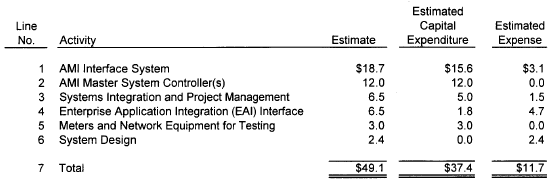 Estimated
Line Capital Estimated
No. Activity Estimate Expenditure Expense
1 AMI Interface System $18.7 $15.6 $3.1
2 AMI Master System Controller(s) 12.0 12.0 0.0
3 Systems Integration and Project Management 6.5 5.0 1.5
4 Enterprise Application Integration (EAI) Interface 6.5 1.8 4.7
5 Meters and Network Equipment for Testing 3.0 3.0 0.0
6 System Design 2.4 0.0 2.4
7 Total $49.1 $37.4 $11.7